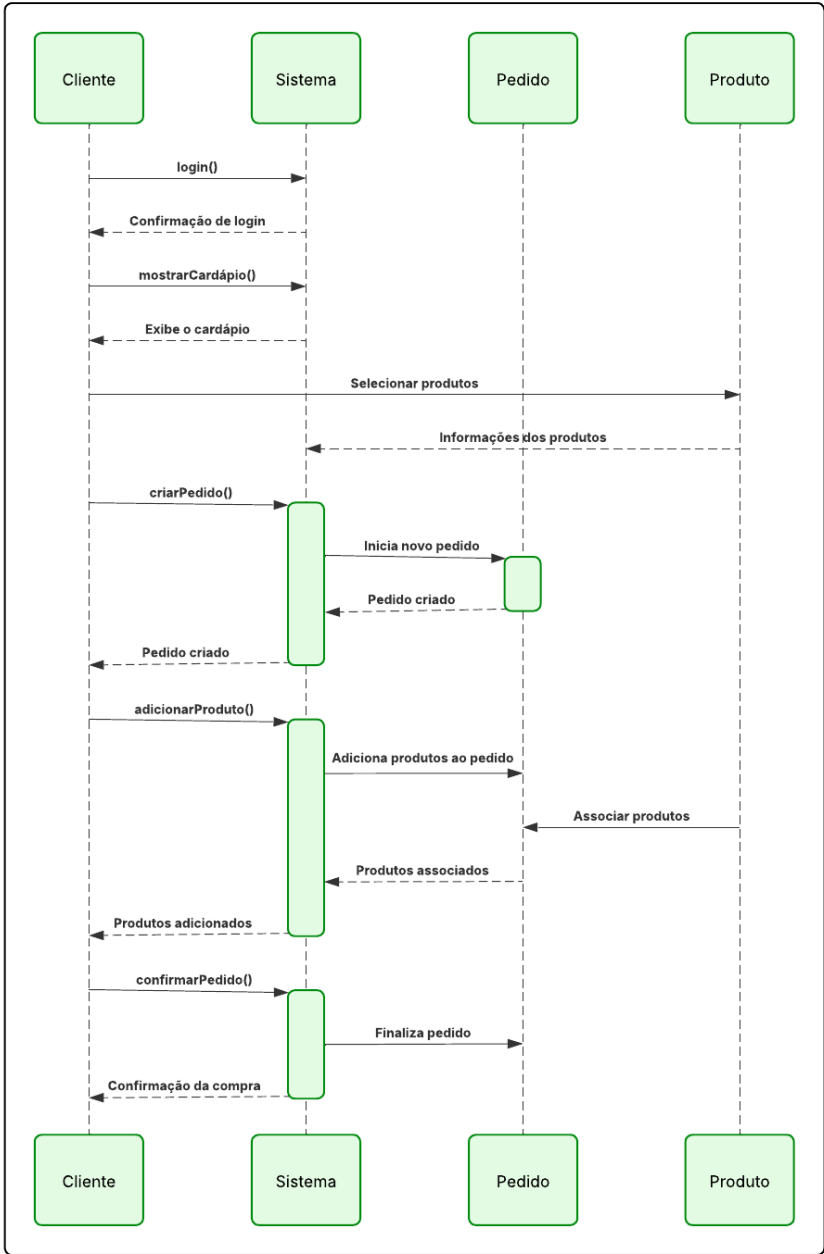 Cliente
Sistema
Pedido
Produto
login()
Confirmação de login
mostrarCardápio()
Exibe o cardápio
Selecionar produtos
Informações dos produtos
criarPedido()
Inicia novo pedido
Pedido criado
Pedido criado
adicionarProduto()
Adiciona produtos ao pedido
Associar produtos
Produtos associados
Produtos adicionados
confirmarPedido()
Finaliza pedido
Confirmação da compra
Cliente
Sistema
Pedido
Produto